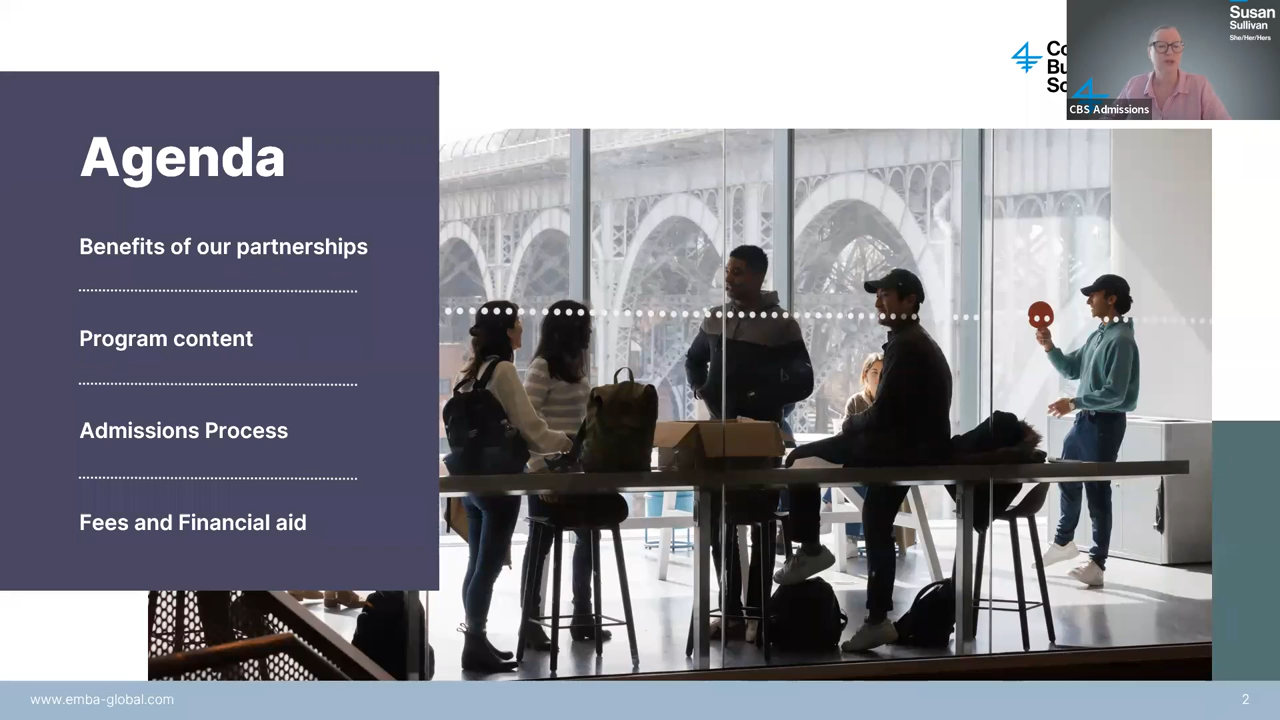 Susan
Sullivan
She/Her/Hers
CBS Admissions
Agenda
Benefits of our partnerships
Program content
Admissions Process
Fees and Financial aid
www.emba-global.com
2